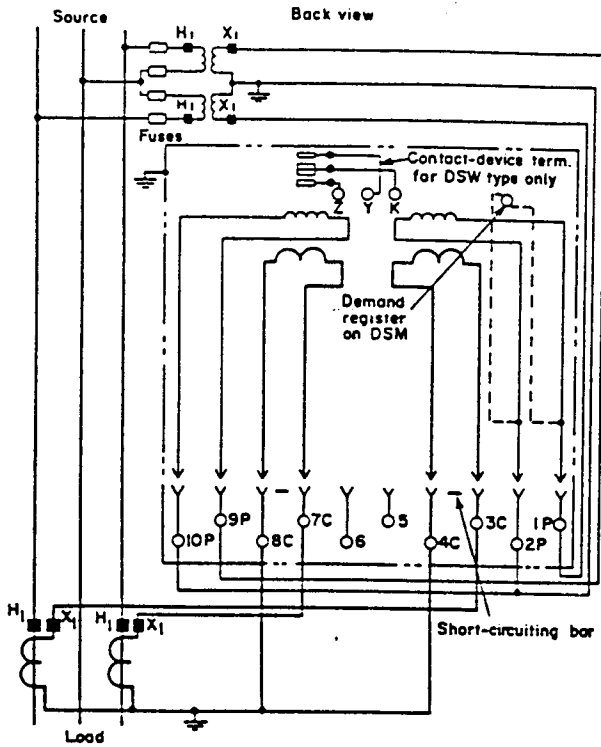 Source
Back view
H1
X1
H1
X1
Fuses
Contact-device term.
for DSW type only
Z
Y
K
Demand
register
on DSM
10P
9P
8C
7C
6
5
4C
3C
2P
1P
H1
X1
H1
X1
Short-circuiting bar
Load